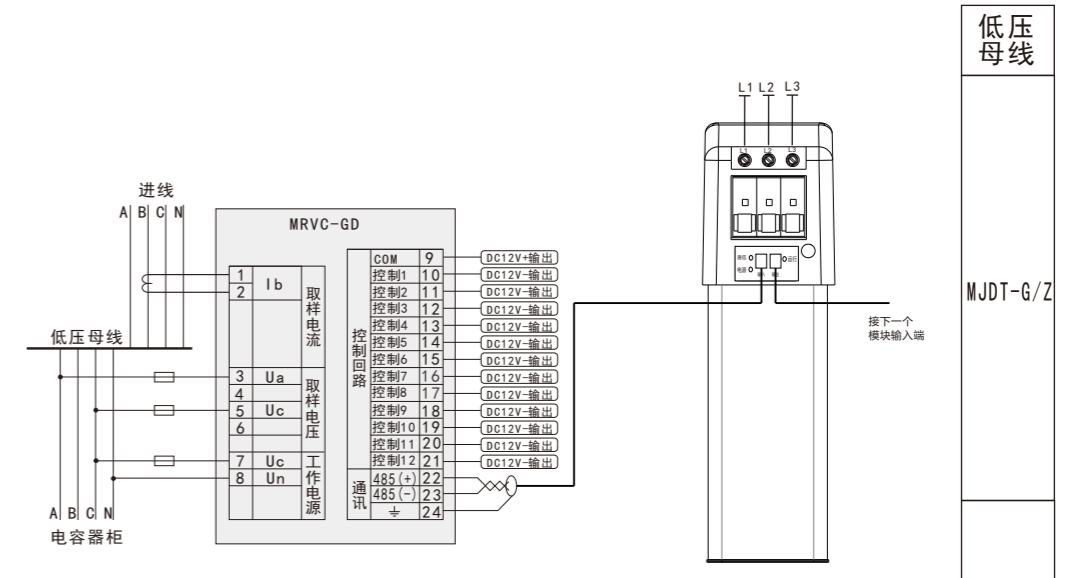 低压
母线
MJDT-G/Z
L1 L2 L3
L1 L2 L3
通信
运行
电源
接下一个
模块输入端
进线
A B C N
低压母线
A B C N
电容器柜
MRVC-GD
1
2
Ib
取样电流
3 Ua
4
5 Uc
6
取样电压
7 Uc
8 Un
工作电源
控制回路
COM 9 DC12V+输出
控制1 10 DC12V-输出
控制2 11 DC12V-输出
控制3 12 DC12V-输出
控制4 13 DC12V-输出
控制5 14 DC12V-输出
控制6 15 DC12V-输出
控制7 16 DC12V-输出
控制8 17 DC12V-输出
控制9 18 DC12V-输出
控制10 19 DC12V-输出
控制11 20 DC12V-输出
控制12 21 DC12V-输出
通讯
485(+) 22
485(-) 23
24